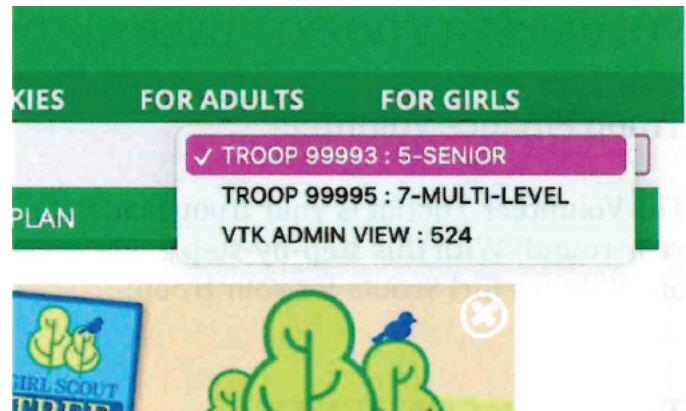 KIES FOR ADULTS FOR GIRLS
✓ TROOP 99993 : 5-SENIOR
TROOP 99995 : 7-MULTI-LEVEL
PLAN
VTK ADMIN VIEW : 524
GIRL SCOUT
TREE